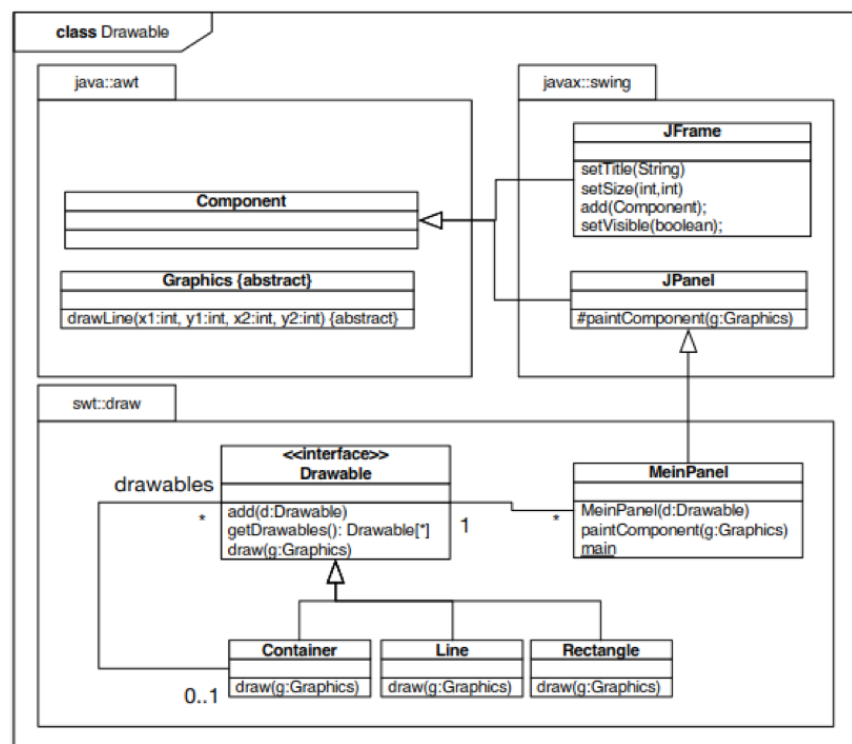 class Drawable
java::awt
javax::swing
JFrame
setTitle(String)
setSize(int,int)
add(Component);
setVisible(boolean);
Component
Graphics {abstract}
drawLine(x1:int, y1:int, x2:int, y2:int) {abstract}
JPanel
#paintComponent(g:Graphics)
swt::draw
<<interface>>
Drawable
add(d:Drawable)
getDrawables(): Drawable[*]
draw(g:Graphics)
drawables
*
1
*
MeinPanel
MeinPanel(d:Drawable)
paintComponent(g:Graphics)
main
Container
draw(g:Graphics)
Line
draw(g:Graphics)
Rectangle
draw(g:Graphics)
0..1